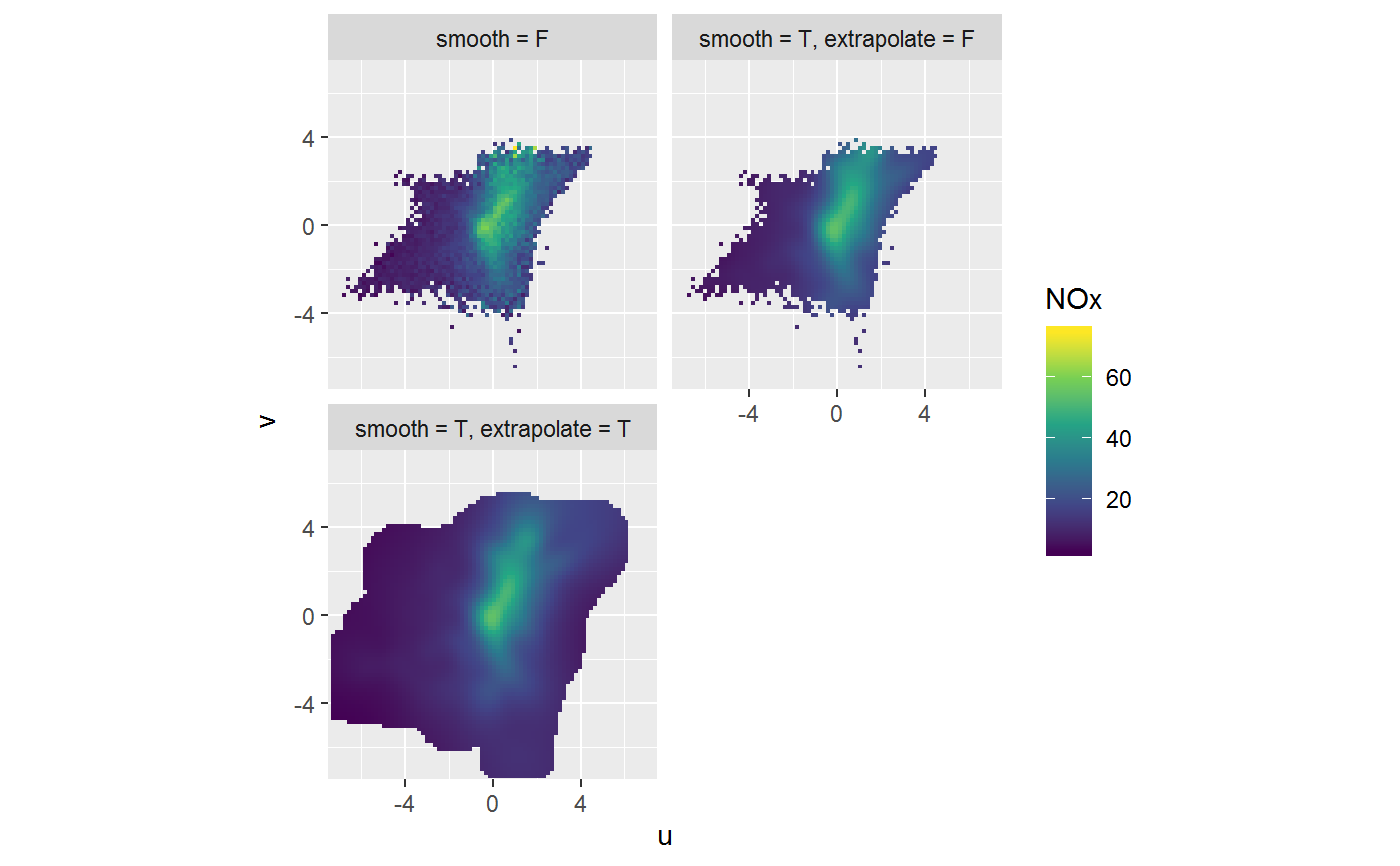 smooth = F
smooth = T, extrapolate = F
4
0
-4
-4 0 4
smooth = T, extrapolate = T
4
0
-4
-4 0 4
u
v
NOx
60
40
20